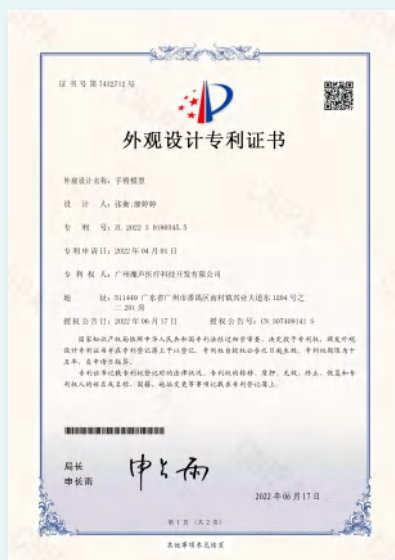 证书号第7432712号
外观设计专利证书
外观设计名称：手臂模型
设计人：张衡;廖婷婷
专利号：ZL 2022 3 0180345.5
专利申请日：2022年04月01日
专利权人：广州魔声医疗科技开发有限公司
地址：511449 广东省广州市番禺区南村镇兴业大道东1204号之
二201房
授权公告日：2022年06月17日 授权公告号：CN 307409141 S
国家知识产权局依照中华人民共和国专利法经过初步审查，决定授予专利权，颁发外观
设计专利证书并在专利登记簿上予以登记。专利权自授权公告之日起生效。专利权期限为十
五年，自申请日起算。
专利证书记载专利权登记时的法律状况。专利权的转移、质押、无效、终止、恢复和专
利权人的姓名或名称、国籍、地址变更等事项记载在专利登记簿上。
局长
申长雨
申长雨
2022年06月17日
第 1 页 （共 2 页）
其他事项参见续页